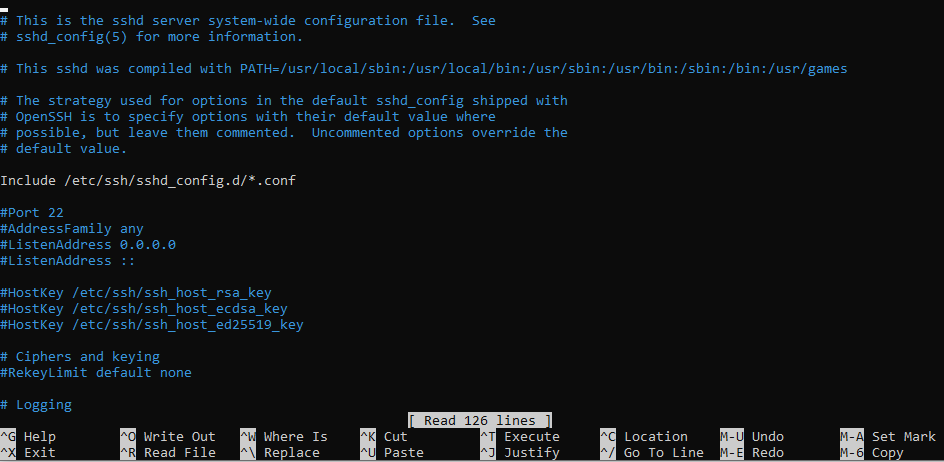 # This is the sshd server system-wide configuration file.  See
# sshd_config(5) for more information.
# This sshd was compiled with PATH=/usr/local/sbin:/usr/local/bin:/usr/sbin:/usr/bin:/sbin:/bin:/usr/games
# The strategy used for options in the default sshd_config shipped with
# OpenSSH is to specify options with their default value where
# possible, but leave them commented.  Uncommented options override the
# default value.
Include /etc/ssh/sshd_config.d/*.conf
#Port 22
#AddressFamily any
#ListenAddress 0.0.0.0
#ListenAddress ::
#HostKey /etc/ssh/ssh_host_rsa_key
#HostKey /etc/ssh/ssh_host_ecdsa_key
#HostKey /etc/ssh/ssh_host_ed25519_key
# Ciphers and keying
#RekeyLimit default none
# Logging
[ Read 126 lines ]
^G Help ^O Write Out ^W Where Is ^K Cut ^T Execute ^C Location M-U Undo M-A Set Mark
^X Exit ^R Read File ^\ Replace ^U Paste ^J Justify ^/ Go To Line M-E Redo M-6 Copy